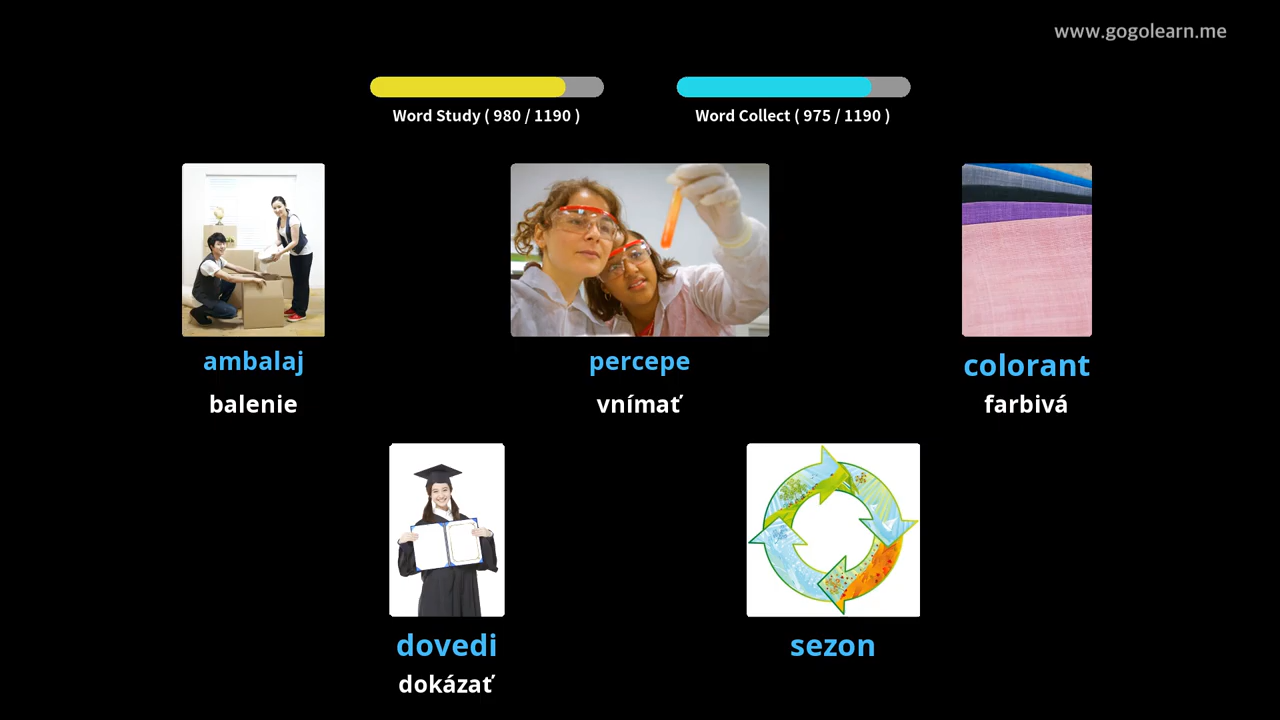 www.gogolearn.me
Word Study ( 980 / 1190 )
Word Collect ( 975 / 1190 )
ambalaj
percepe
colorant
balenie
vnímať
farbivá
dovedi
sezon
dokázať